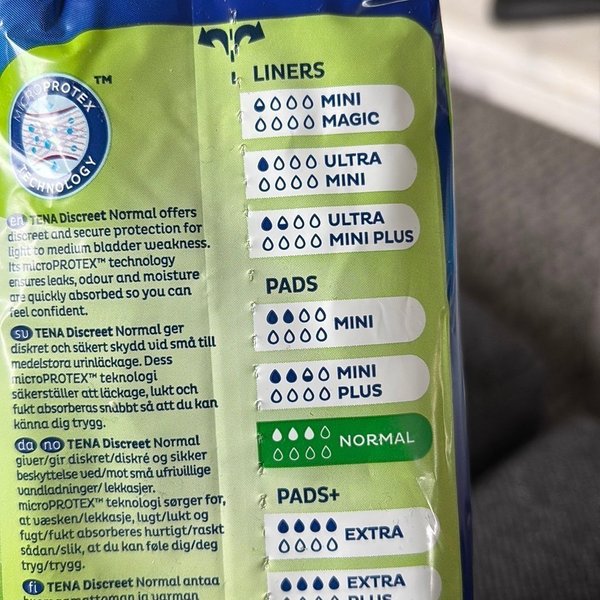 MICROPROTEX
TECHNOLOGY
TM
en TENA Discreet Normal offers
discreet and secure protection for
light to medium bladder weakness.
Its microPROTEX™ technology
ensures leaks, odour and moisture
are quickly absorbed so you can
feel confident.
su TENA Discreet Normal ger
diskret och säkert skydd vid små till
medelstora urinläckage. Dess
microPROTEX™ teknologi
säkerställer att läckage, lukt och
fukt absorberas snabbt så att du kan
känna dig trygg.
da no TENA Discreet Normal
giver/gir diskret/diskré og sikker
beskyttelse ved/mot små ufrivillige
vandladninger/ lekkasjer.
microPROTEX™ teknologi sørger for,
at væsken/lekkasje, lugt/lukt og
fugt/fukt absorberes hurtigt/raskt
sådan/slik, at du kan føle dig/deg
tryg/trygg.
fi TENA Discreet Normal antaa
LINERS
MINI
MAGIC
ULTRA
MINI
ULTRA
MINI PLUS
PADS
MINI
MINI
PLUS
NORMAL
PADS+
EXTRA
EXTRA
PLUS